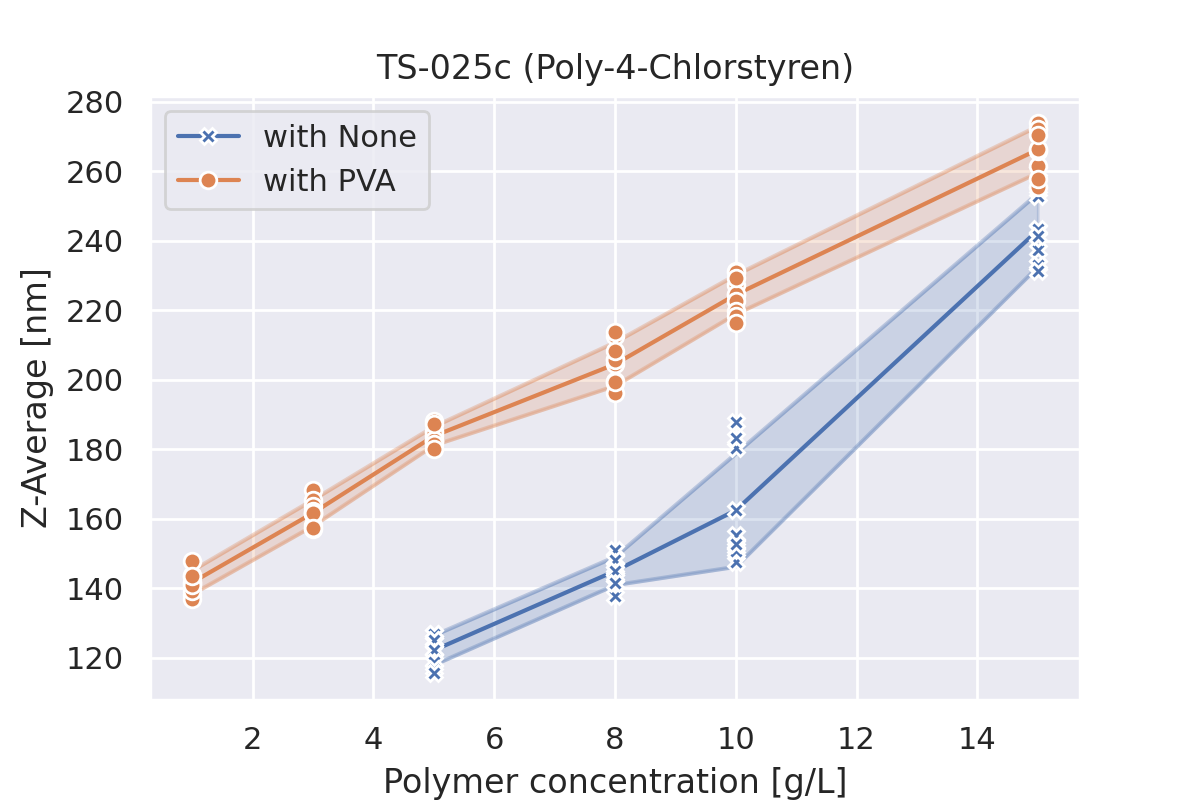 TS-025c (Poly-4-Chlorstyren)
with None
with PVA
Z-Average [nm]
280
260
240
220
200
180
160
140
120
2 4 6 8 10 12 14
Polymer concentration [g/L]